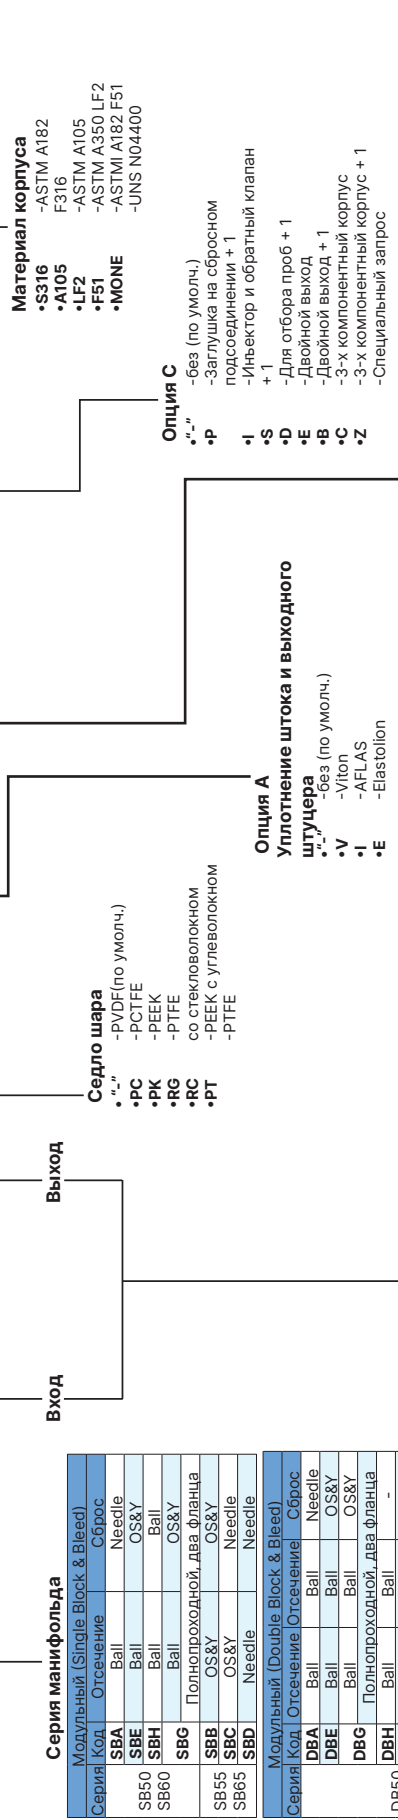 Серия манифольда
Модульный (Single Block & Bleed)
Серия Код Отсечение Сброс
SB50 SB60
SBA Ball Needle
SBE Ball OS&Y
SBH Ball Ball
SBG Ball OS&Y
Полнопроходной, два фланца
SB55 SB65
SBB OS&Y OS&Y
SBC OS&Y Needle
SBD Needle Needle
Модульный (Double Block & Bleed)
Серия Код Отсечение Отсечение Сброс
DBA Ball Ball Needle
DBE Ball Ball OS&Y
DBG Ball Ball OS&Y
Полнопроходной, два фланца
DBH Ball Ball -
DB50
Вход
Выход
Седло шара
•"-" -PVDF(по умолч.)
•PC -PCTFE
•PK -PEEK
•RG -PTFE
•RC со стекловолокном
•PT -PEEK с углеволокном
-PTFE
Опция А
Уплотнение штока и выходного
штуцера
•"-" -без (по умолч.)
•V -Viton
•I -AFLAS
•E -Elastolion
Опция С
•"-" -без (по умолч.)
•P -Заглушка на сбросном
подсоединении + 1
•I -Инъектор и обратный клапан
•S + 1
•D -Для отбора проб + 1
•E -Двойной выход
•B -Двойной выход + 1
•C -3-х компонентный корпус
•Z -3-х компонентный корпус + 1
-Специальный запрос
Материал корпуса
•S316 -ASTM A182
•A105 F316
•LF2 -ASTM A105
•F51 -ASTM A350 LF2
•MONE -ASTMI A182 F51
-UNS N04400